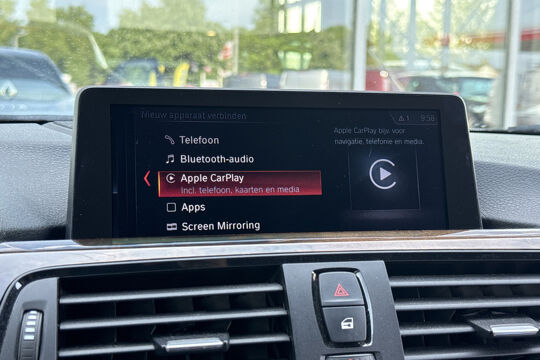 Nieuw apparaat verbinden
1
9:58
Telefoon
Bluetooth-audio
Apple CarPlay
Incl. telefoon, kaarten en media
Apps
Screen Mirroring
Apple CarPlay bijv. voor
navigatie, telefonie en media.